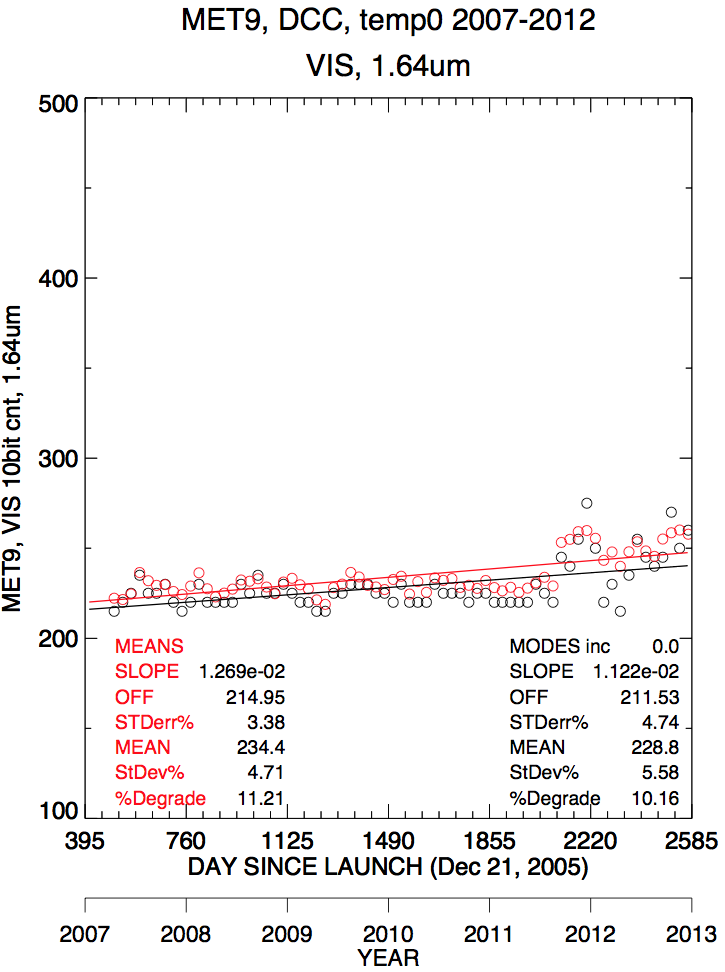 MET9, DCC, temp0 2007-2012
VIS, 1.64um
500
400
300
200
100
MET9, VIS 10bit cnt, 1.64um
MEANS
SLOPE 1.269e-02
OFF 214.95
STDerr% 3.38
MEAN 234.4
StDev% 4.71
%Degrade 11.21
MODES inc 0.0
SLOPE 1.122e-02
OFF 211.53
STDerr% 4.74
MEAN 228.8
StDev% 5.58
%Degrade 10.16
395 760 1125 1490 1855 2220 2585
DAY SINCE LAUNCH (Dec 21, 2005)
2007 2008 2009 2010 2011 2012 2013
YEAR